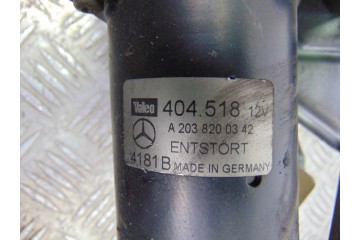 Valeo 404.518 12V
A 203 820 03 42
ENTSTÖRT
4181B MADE IN GERMANY